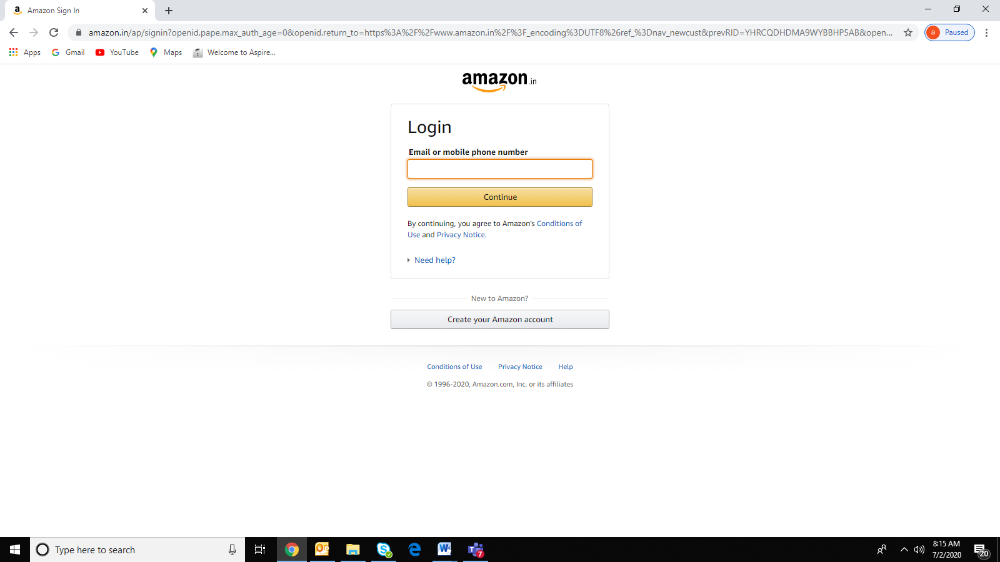 Amazon Sign In
amazon.in/ap/signin?openid.pape.max_auth_age=0&openid.return_to=https%3A%2F%2Fwww.amazon.in%2F%3F_encoding%3DUTF8%26ref_%3Dnav_newcust&prevRID=YHRCQDHDMA9WYBBHP5AB&open...
a Paused
Apps Gmail YouTube Maps Welcome to Aspire...
amazon.in
Login
Email or mobile phone number
Continue
By continuing, you agree to Amazon's Conditions of
Use and Privacy Notice.
Need help?
New to Amazon?
Create your Amazon account
Conditions of Use Privacy Notice Help
© 1996-2020, Amazon.com, Inc. or its affiliates
Type here to search
7
8:15 AM
7/2/2020
20